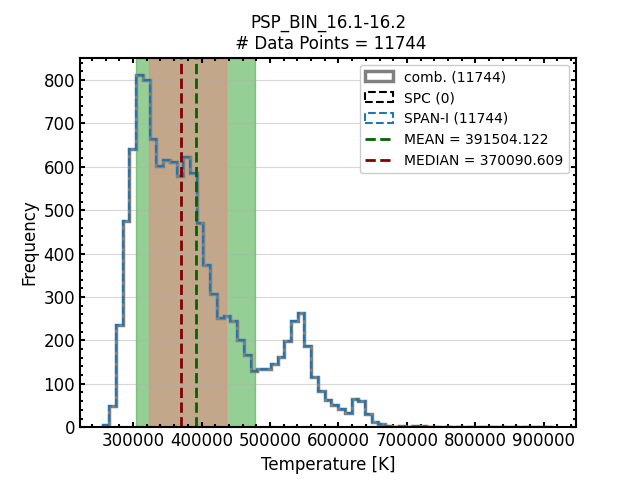 PSP_BIN_16.1-16.2
# Data Points = 11744
comb. (11744)
SPC (0)
SPAN-I (11744)
MEAN = 391504.122
MEDIAN = 370090.609
Frequency
800
700
600
500
400
300
200
100
0
300000 400000 500000 600000 700000 800000 900000
Temperature [K]